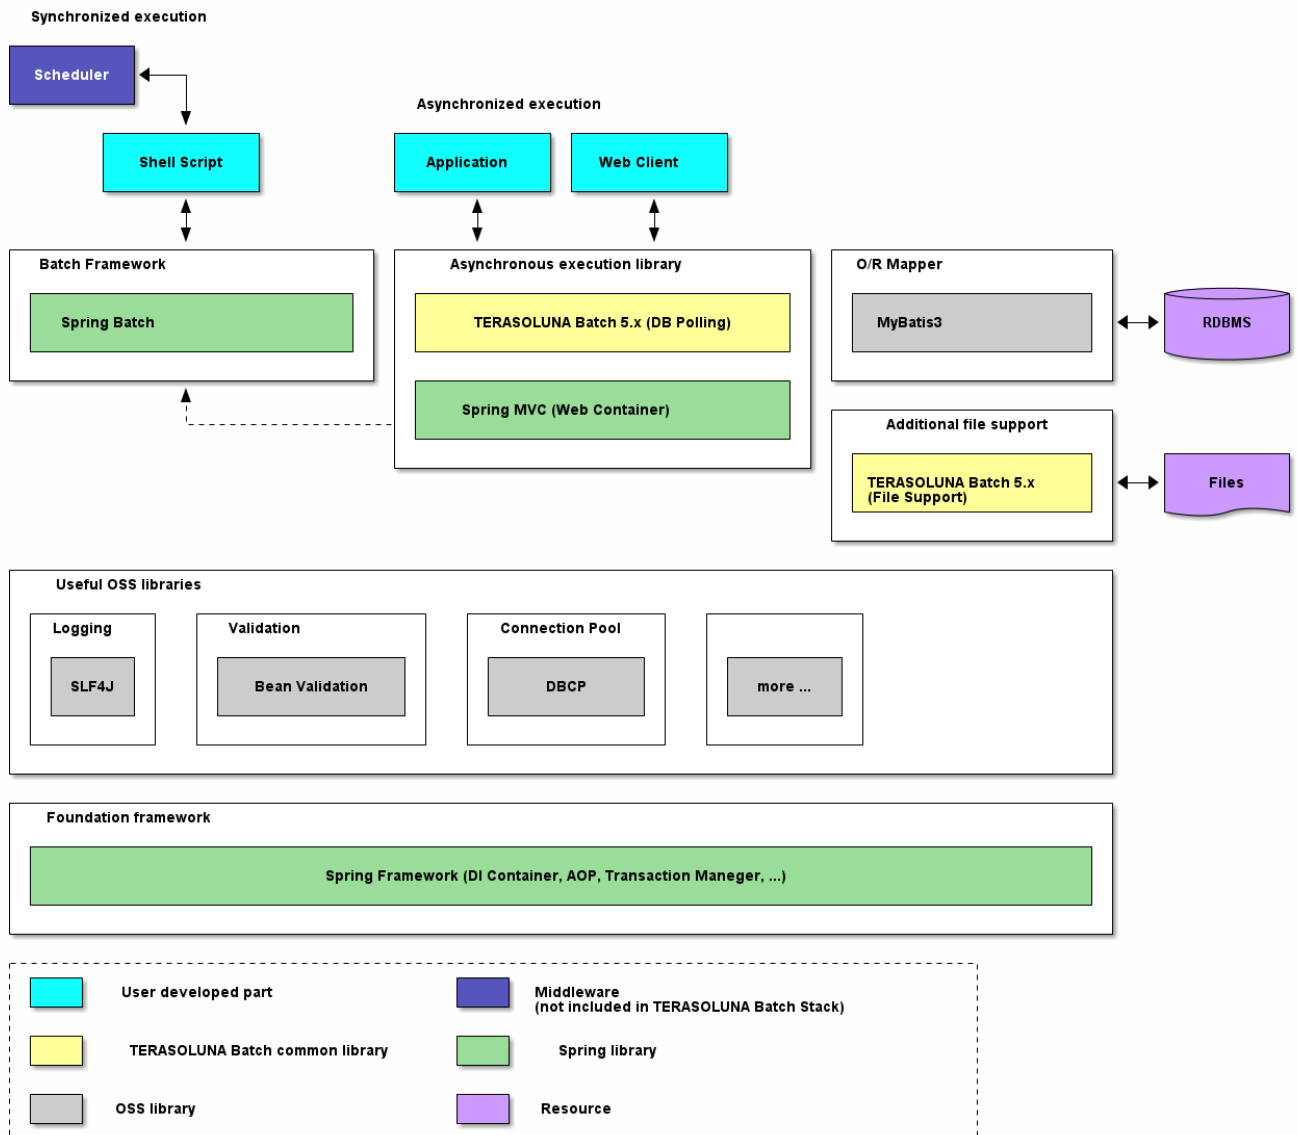 Synchronized execution
Scheduler
Asynchronized execution
Shell Script
Application
Web Client
Batch Framework
Spring Batch
Asynchronous execution library
TERASOLUNA Batch 5.x (DB Polling)
Spring MVC (Web Container)
O/R Mapper
MyBatis3
RDBMS
Additional file support
TERASOLUNA Batch 5.x
(File Support)
Files
Useful OSS libraries
Logging
SLF4J
Validation
Bean Validation
Connection Pool
DBCP
more ...
Foundation framework
Spring Framework (DI Container, AOP, Transaction Maneger, ...)
User developed part
Middleware
(not included in TERASOLUNA Batch Stack)
TERASOLUNA Batch common library
Spring library
OSS library
Resource